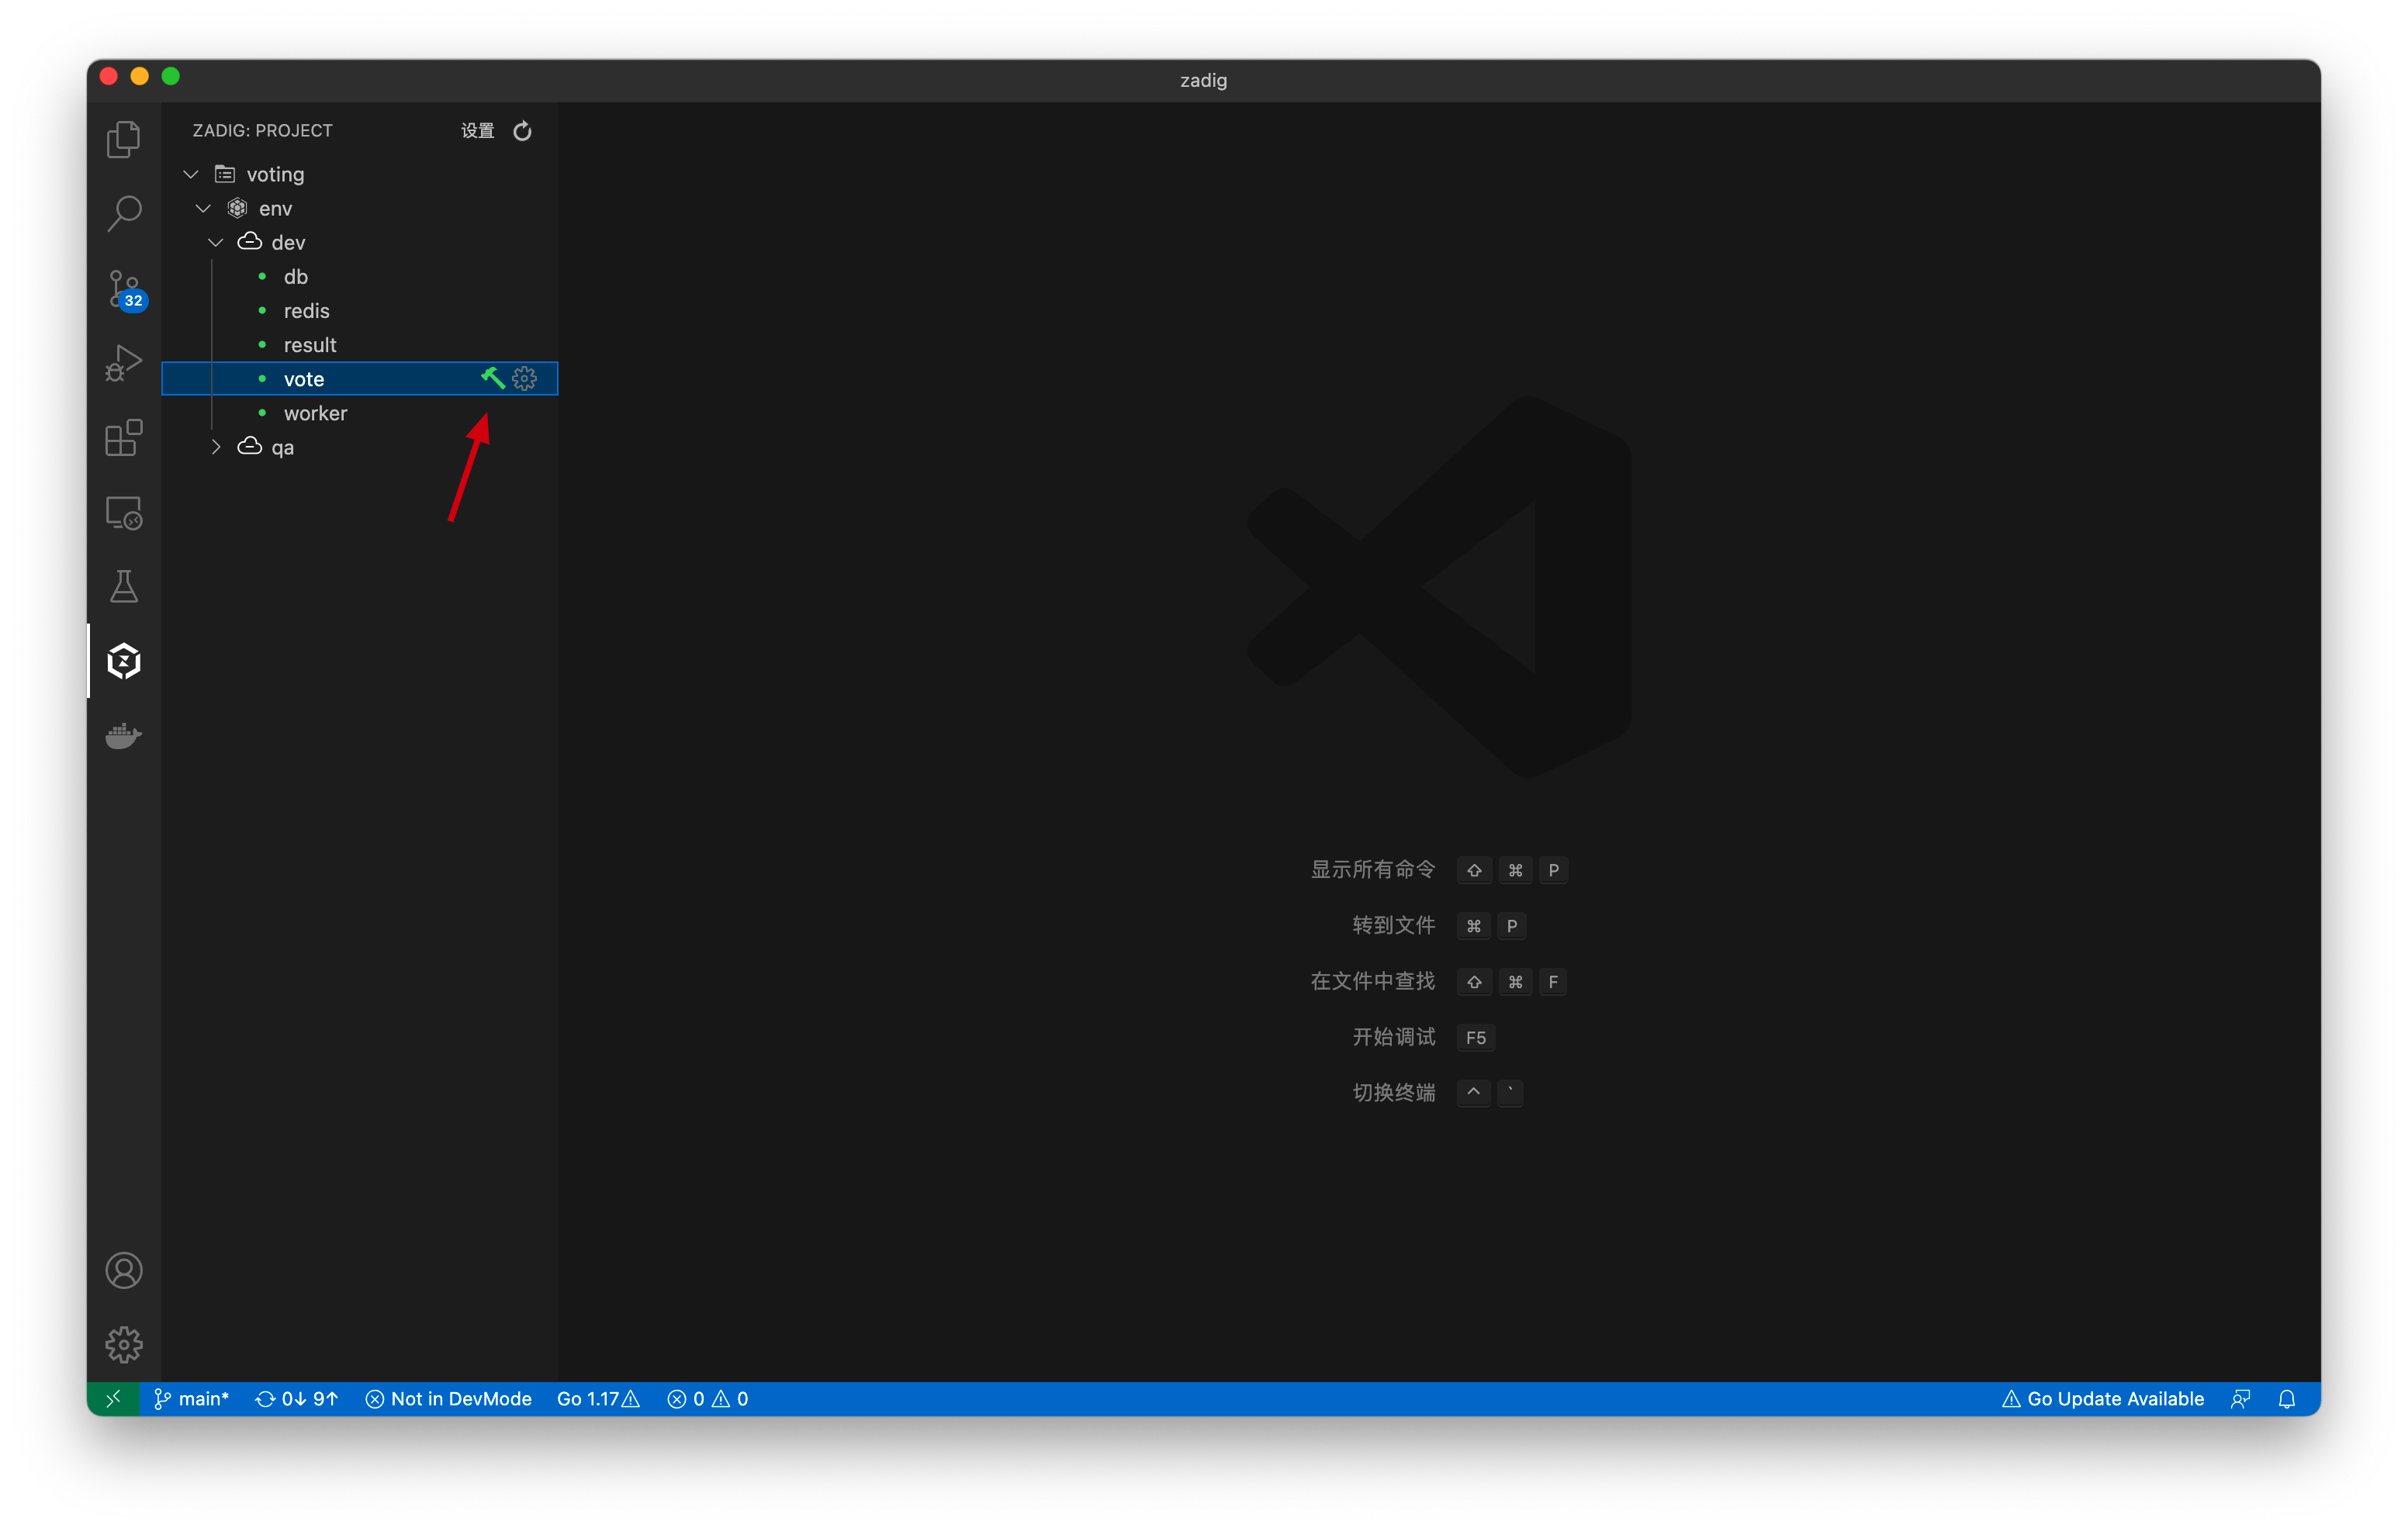 zadig
ZADIG: PROJECT 设置
voting
env
dev
db
redis
result
vote
worker
qa
32
显示所有命令 ⇧ ⌘ P
转到文件 ⌘ P
在文件中查找 ⇧ ⌘ F
开始调试 F5
切换终端 ^ `
main* 0↓ 9↑ Not in DevMode Go 1.17 0 0 Go Update Available